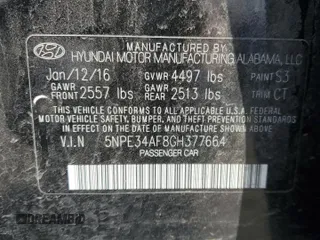 MANUFACTURED BY
HYUNDAI MOTOR MANUFACTURING ALABAMA, LLC
Jan/12/16 GVWR 4497 lbs PAINT S3
GAWR FRONT 2557 lbs GAWR REAR 2513 lbs TRIM CT
THIS VEHICLE CONFORMS TO ALL APPLICABLE U.S.
FEDERAL MOTOR VEHICLE SAFETY, BUMPER, AND THEFT
PREVENTION STANDARDS IN EFFECT ON THE DATE OF
MANUFACTURE SHOWN ABOVE.
V.I.N 5NPE34AF8GH377664
PASSENGER CAR